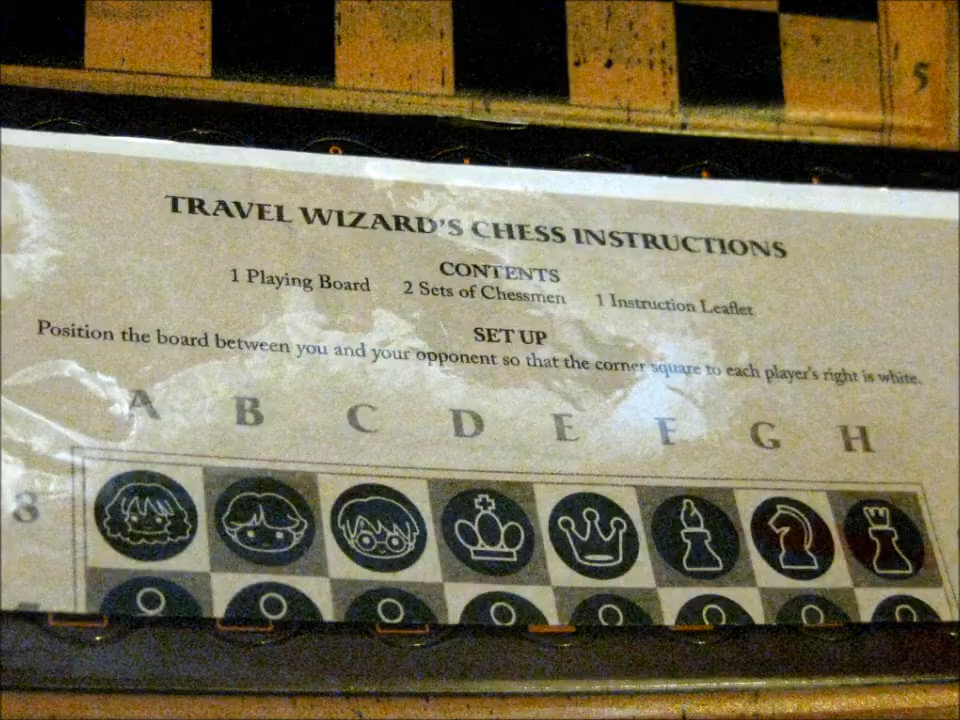 5
TRAVEL WIZARD'S CHESS INSTRUCTIONS
CONTENTS
1 Playing Board 2 Sets of Chessmen 1 Instruction Leaflet
SET UP
Position the board between you and your opponent so that the corner square to each player's right is white.
A B C D E F G H
8